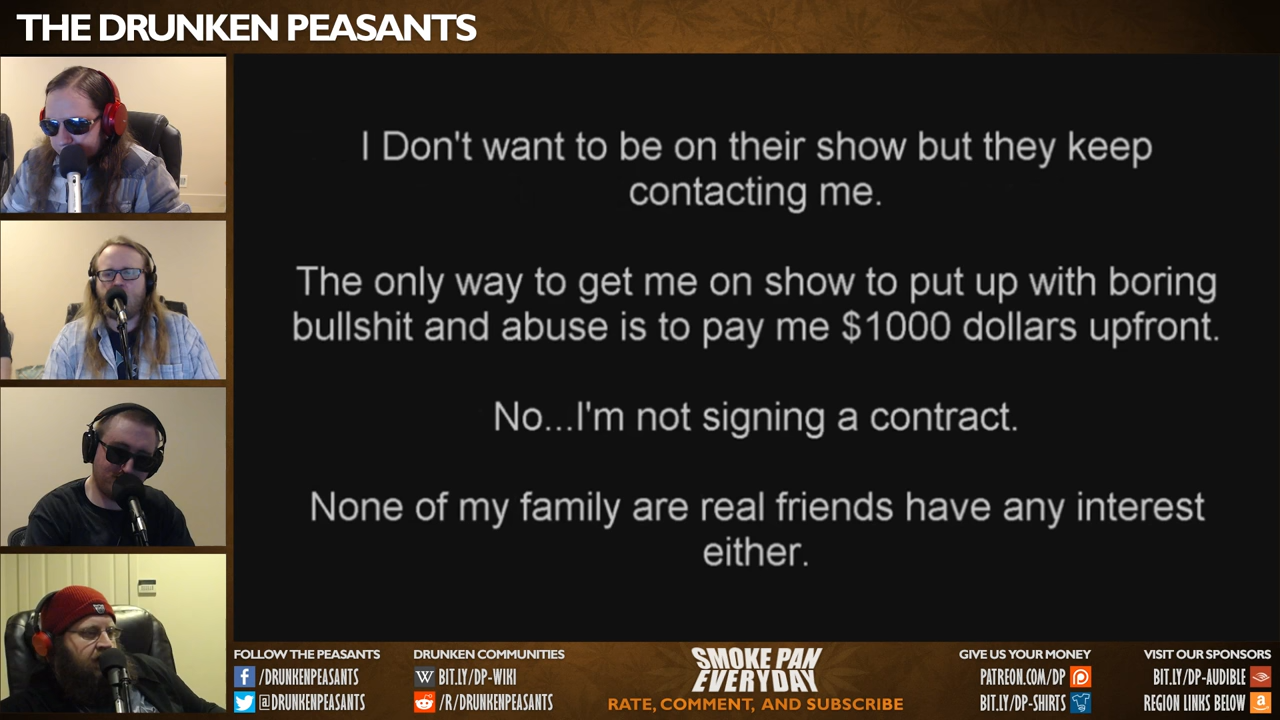 THE DRUNKEN PEASANTS
I Don't want to be on their show but they keep
contacting me.
The only way to get me on show to put up with boring
bullshit and abuse is to pay me $1000 dollars upfront.
No...I'm not signing a contract.
None of my family are real friends have any interest
either.
FOLLOW THE PEASANTS
f /DRUNKENPEASANTS
@DRUNKENPEASANTS
DRUNKEN COMMUNITIES
W BIT.LY/DP-WIKI
/R/DRUNKENPEASANTS
SMOKE PAN
EVERYDAY
RATE, COMMENT, AND SUBSCRIBE
GIVE US YOUR MONEY
PATREON.COM/DP
BIT.LY/DP-SHIRTS
VISIT OUR SPONSORS
BIT.LY/DP-AUDIBLE
REGION LINKS BELOW a